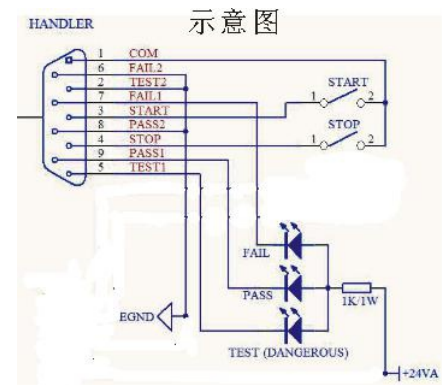 示意图
HANDLER
1 COM
6 FAIL2
2 TEST2
7 FAIL1
3 START
8 PASS2
4 STOP
9 PASS1
5 TEST1
START
1 2
STOP
1 2
FAIL
PASS
1K/1W
EGND
TEST (DANGEROUS)
+24VA